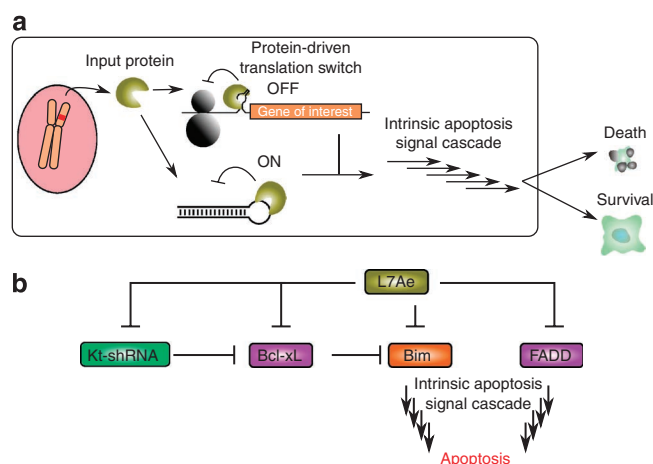 a
Input protein
Protein-driven
translation switch
OFF
Gene of interest
ON
Intrinsic apoptosis
signal cascade
Death
Survival
b
L7Ae
Kt-shRNA
Bcl-xL
Bim
FADD
Intrinsic apoptosis
signal cascade
Apoptosis